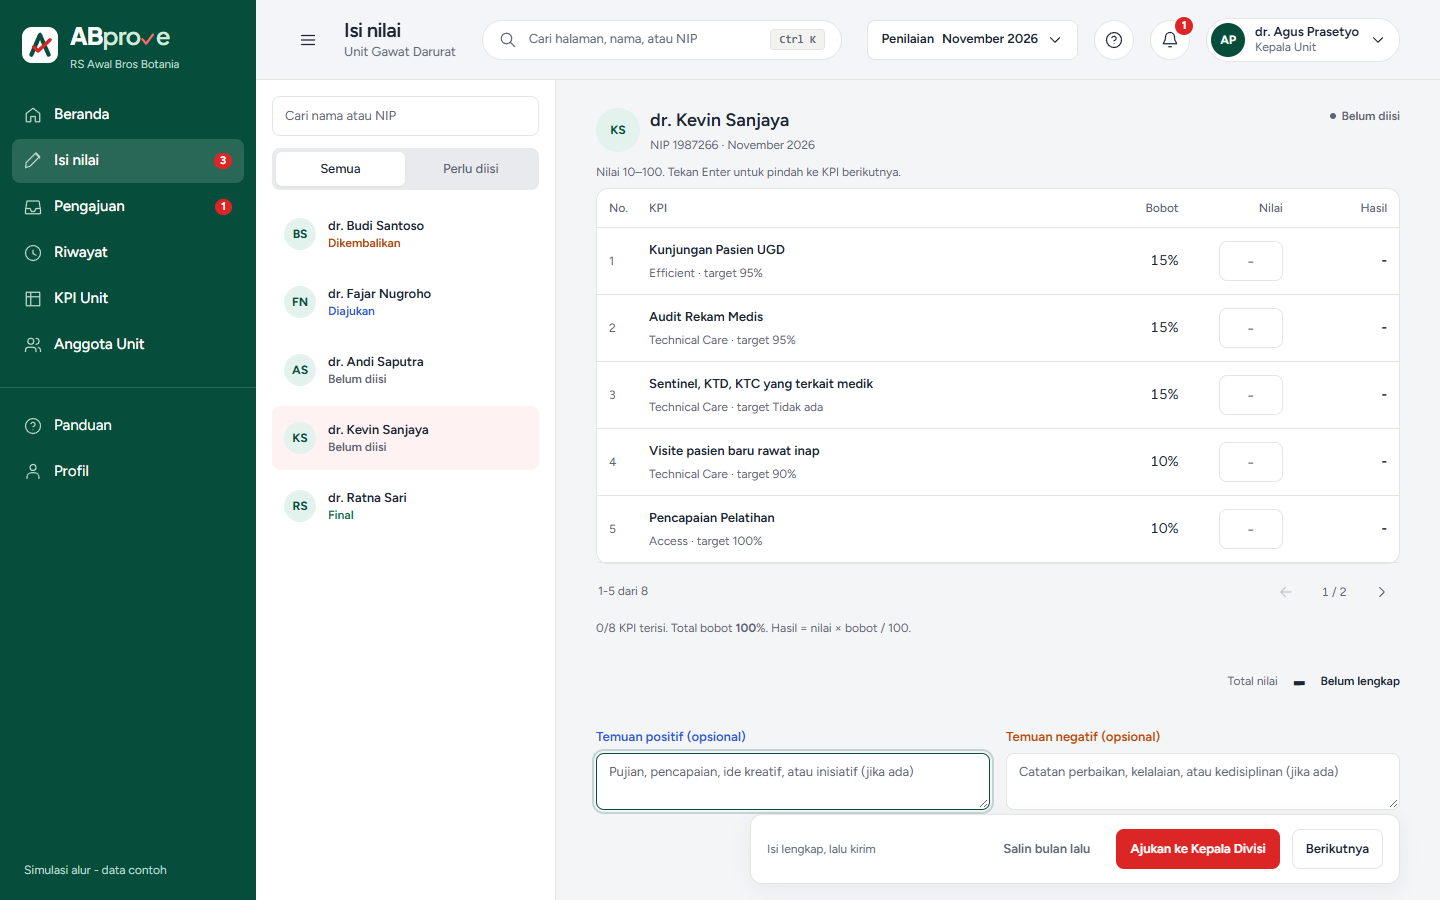 ABprove
RS Awal Bros Botania
Beranda
Isi nilai 3
Pengajuan 1
Riwayat
KPI Unit
Anggota Unit
Panduan
Profil
Simulasi alur - data contoh
Isi nilai
Unit Gawat Darurat
Cari halaman, nama, atau NIP Ctrl K
Penilaian November 2026
1
AP
dr. Agus Prasetyo
Kepala Unit
Cari nama atau NIP
Semua Perlu diisi
BS
dr. Budi Santoso
Dikembalikan
FN
dr. Fajar Nugroho
Diajukan
AS
dr. Andi Saputra
Belum diisi
KS
dr. Kevin Sanjaya
Belum diisi
RS
dr. Ratna Sari
Final
KS
dr. Kevin Sanjaya
NIP 1987266 · November 2026
Belum diisi
Nilai 10–100. Tekan Enter untuk pindah ke KPI berikutnya.
No. KPI Bobot Nilai Hasil
1 Kunjungan Pasien UGD 15% - -
Efficient · target 95%
2 Audit Rekam Medis 15% - -
Technical Care · target 95%
3 Sentinel, KTD, KTC yang terkait medik 15% - -
Technical Care · target Tidak ada
4 Visite pasien baru rawat inap 10% - -
Technical Care · target 90%
5 Pencapaian Pelatihan 10% - -
Access · target 100%
1-5 dari 8 1 / 2
0/8 KPI terisi. Total bobot 100%. Hasil = nilai × bobot / 100.
Total nilai - Belum lengkap
Temuan positif (opsional)
Pujian, pencapaian, ide kreatif, atau inisiatif (jika ada)
Temuan negatif (opsional)
Catatan perbaikan, kelalaian, atau kedisiplinan (jika ada)
Isi lengkap, lalu kirim Salin bulan lalu Ajukan ke Kepala Divisi Berikutnya